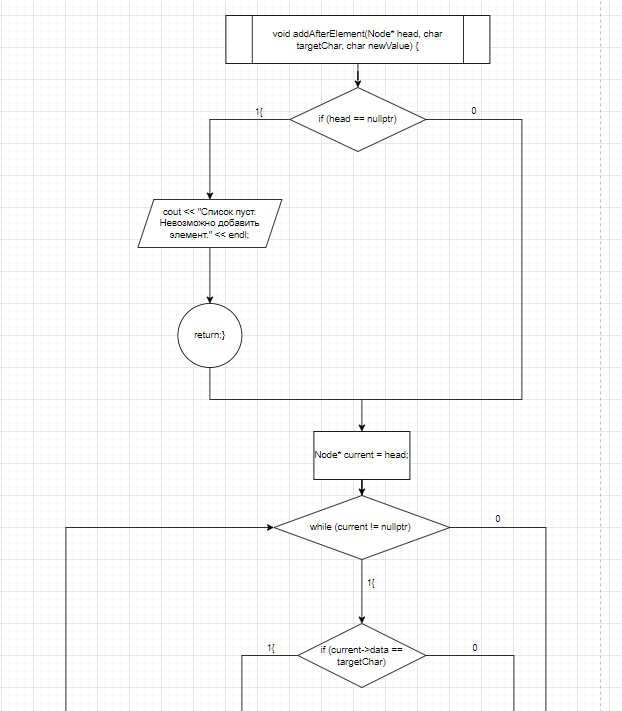 void addAfterElement(Node* head, char
targetChar, char newValue) {
if (head == nullptr)
1{
0
cout << "Список пуст.
Невозможно добавить
элемент." << endl;
return;}
Node* current = head;
while (current != nullptr)
0
1{
if (current->data ==
targetChar)
1{
0